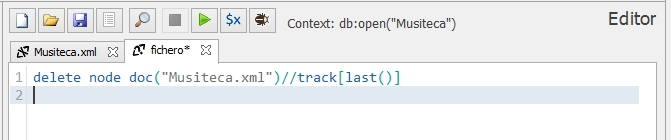 $x
Context: db:open("Musiteca")
Editor
Musiteca.xml
fichero*
1 delete node doc("Musiteca.xml")//track[last()]
2